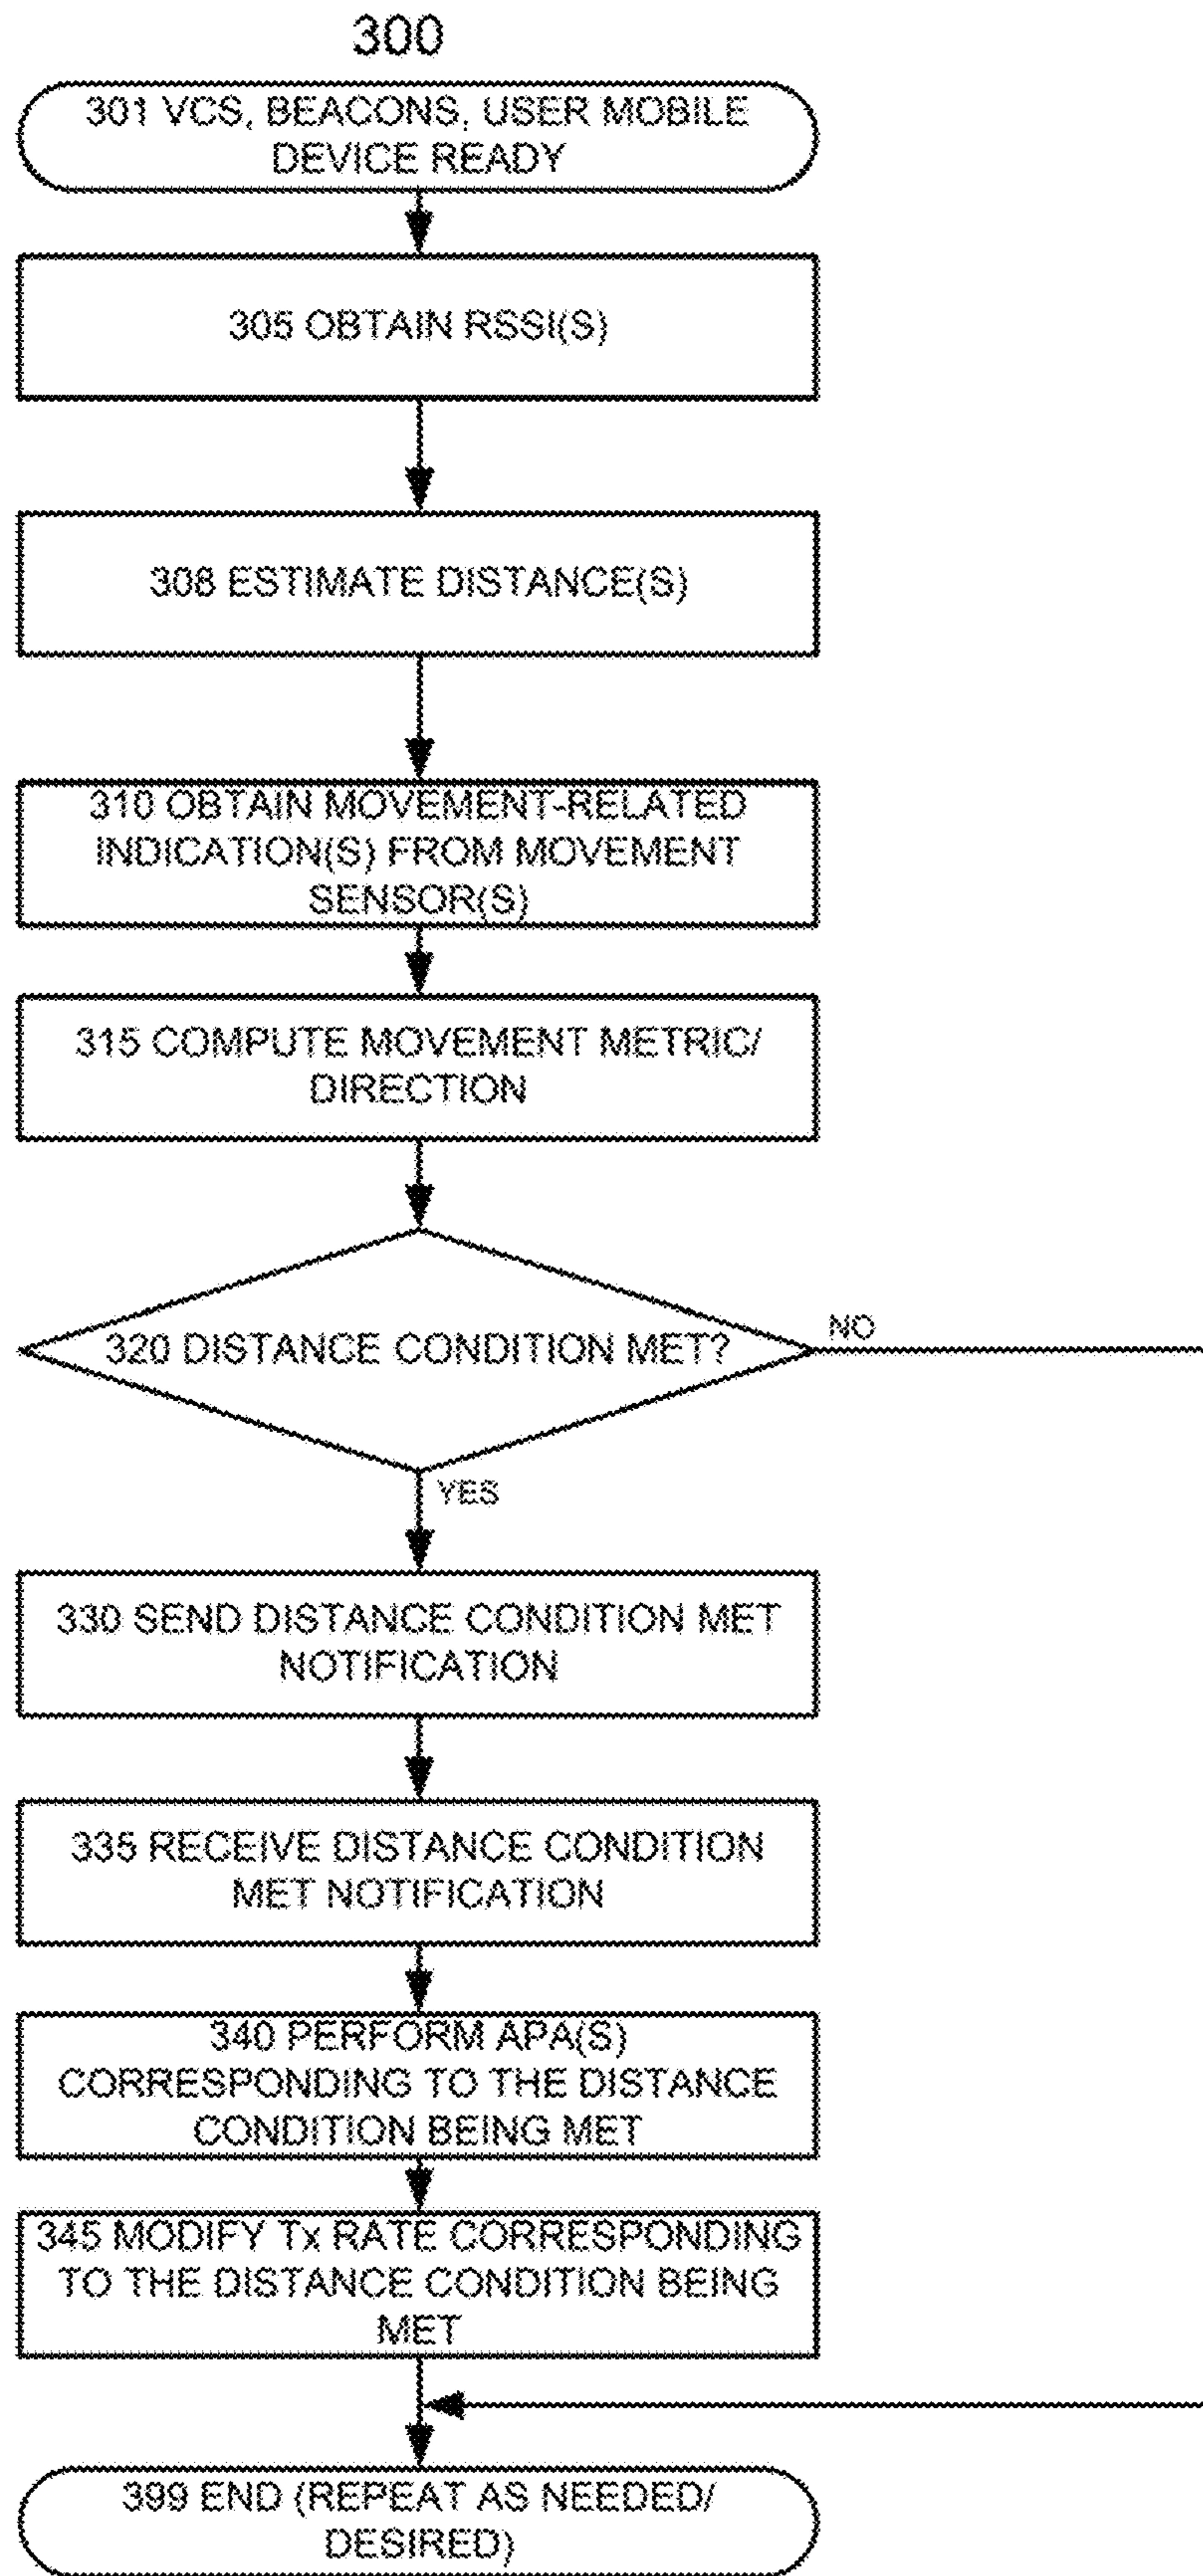 300
301 VCS, BEACONS, USER MOBILE
DEVICE READY
305 OBTAIN RSSI(S)
308 ESTIMATE DISTANCE(S)
310 OBTAIN MOVEMENT-RELATED
INDICATION(S) FROM MOVEMENT
SENSOR(S)
315 COMPUTE MOVEMENT METRIC/
DIRECTION
320 DISTANCE CONDITION MET?
NO
YES
330 SEND DISTANCE CONDITION MET
NOTIFICATION
335 RECEIVE DISTANCE CONDITION
MET NOTIFICATION
340 PERFORM APA(S)
CORRESPONDING TO THE DISTANCE
CONDITION BEING MET
345 MODIFY Tx RATE CORRESPONDING
TO THE DISTANCE CONDITION BEING
MET
399 END (REPEAT AS NEEDED/
DESIRED)